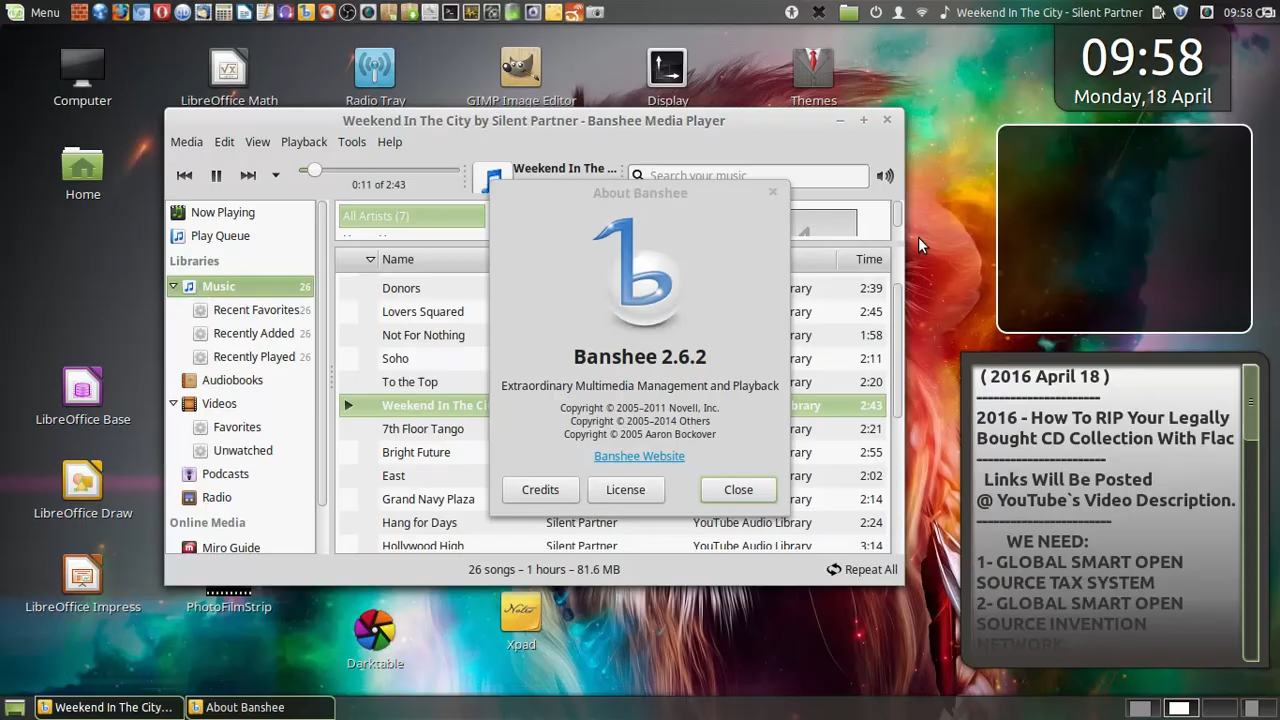 Menu
Weekend In The City - Silent Partner
09:58
09:58
Monday,18 April
Computer
LibreOffice Math
Radio Tray
GIMP Image Editor
Display
Themes
Home
LibreOffice Base
LibreOffice Draw
LibreOffice Impress
PhotoFilmStrip
Darktable
Xpad
Weekend In The City by Silent Partner - Banshee Media Player
Media Edit View Playback Tools Help
0:11 of 2:43
Weekend In The ...
Search your music
Now Playing
Play Queue
Libraries
Music 26
Recent Favorites 26
Recently Added 26
Recently Played 26
Audiobooks
Videos
Favorites
Unwatched
Podcasts
Radio
Online Media
Miro Guide
All Artists (7)
Name Time
Donors rary 2:39
Lovers Squared rary 2:45
Not For Nothing rary 1:58
Soho rary 2:11
To the Top rary 2:20
Weekend In The Ci rary 2:43
7th Floor Tango rary 2:21
Bright Future rary 2:55
East rary 2:02
Grand Navy Plaza rary 2:14
Hang for Days Silent Partner YouTube Audio Library 2:24
Hollywood High Silent Partner YouTube Audio Library 3:14
26 songs – 1 hours – 81.6 MB
Repeat All
About Banshee
b
Banshee 2.6.2
Extraordinary Multimedia Management and Playback
Copyright © 2005–2011 Novell, Inc.
Copyright © 2005–2014 Others
Copyright © 2005 Aaron Bockover
Banshee Website
Credits License Close
( 2016 April 18 )
-----------------------
2016 - How To RIP Your Legally
Bought CD Collection With Flac
------------------------
Links Will Be Posted
@ YouTube`s Video Description.
-------------------------
WE NEED:
1- GLOBAL SMART OPEN
SOURCE TAX SYSTEM
2- GLOBAL SMART OPEN
SOURCE INVENTION
NETWORK.
Weekend In The City...
About Banshee